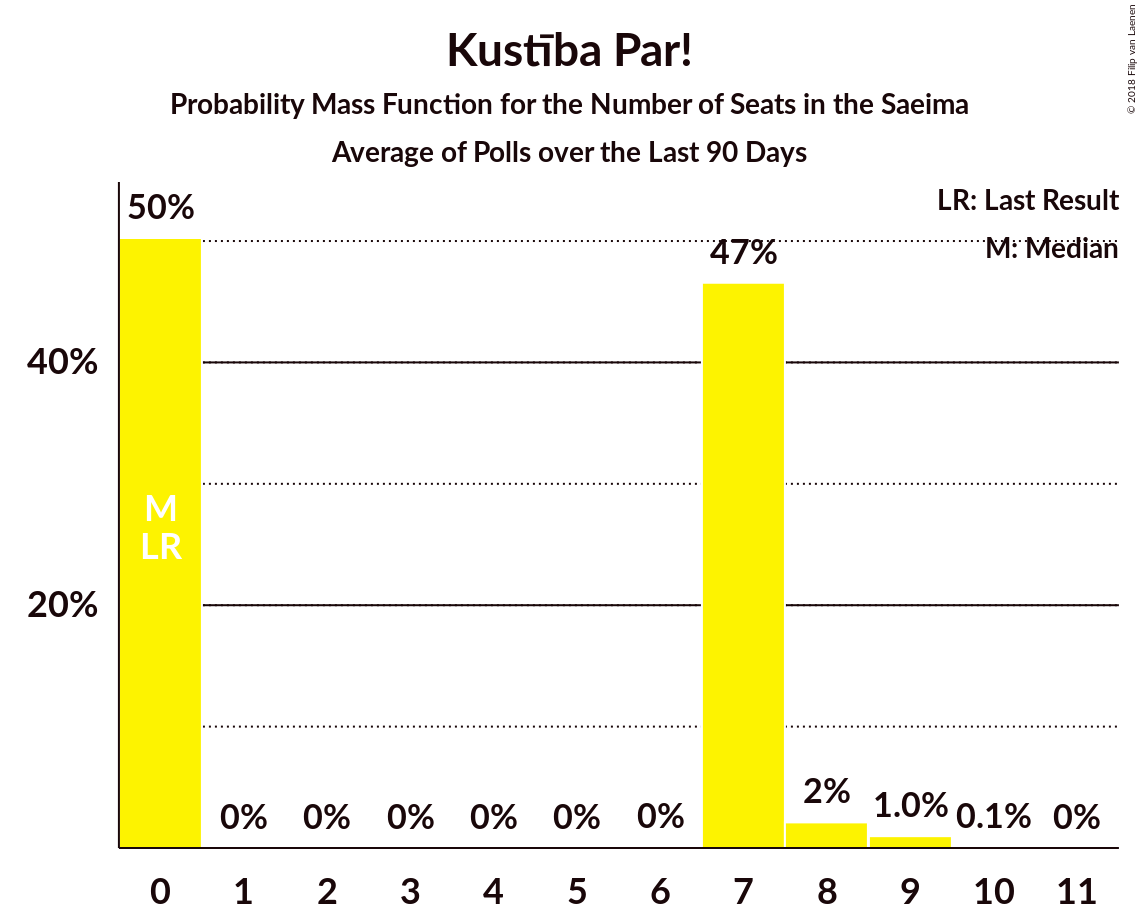 Kustība Par!
Probability Mass Function for the Number of Seats in the Saeima
Average of Polls over the Last 90 Days
© 2018 Filip van Laenen
LR: Last Result
M: Median
50%
47%
40%
20%
M
LR
0%
0%
0%
0%
0%
0%
2%
1.0%
0.1%
0%
0 1 2 3 4 5 6 7 8 9 10 11